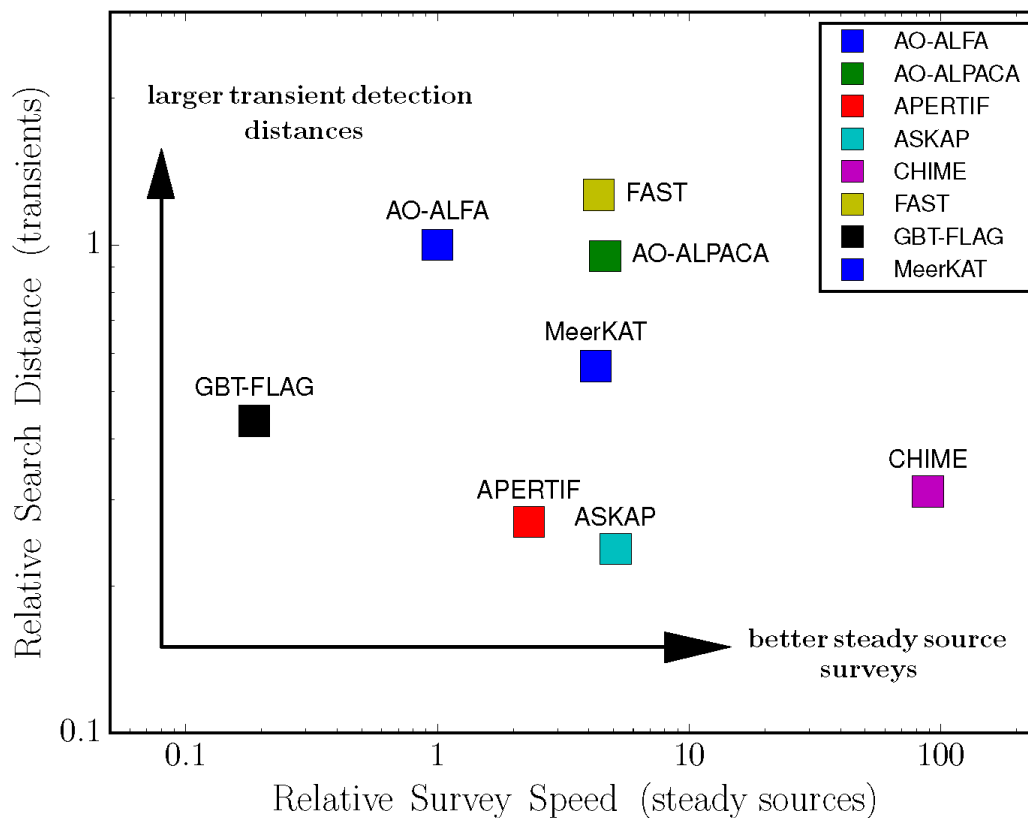 larger transient detection
distances
AO-ALFA
AO-ALPACA
APERTIF
ASKAP
CHIME
FAST
GBT-FLAG
MeerKAT
FAST
AO-ALFA
AO-ALPACA
MeerKAT
GBT-FLAG
CHIME
APERTIF
ASKAP
better steady source
surveys
1
0.1
0.1
1
10
100
Relative Survey Speed (steady sources)
Relative Search Distance (transients)